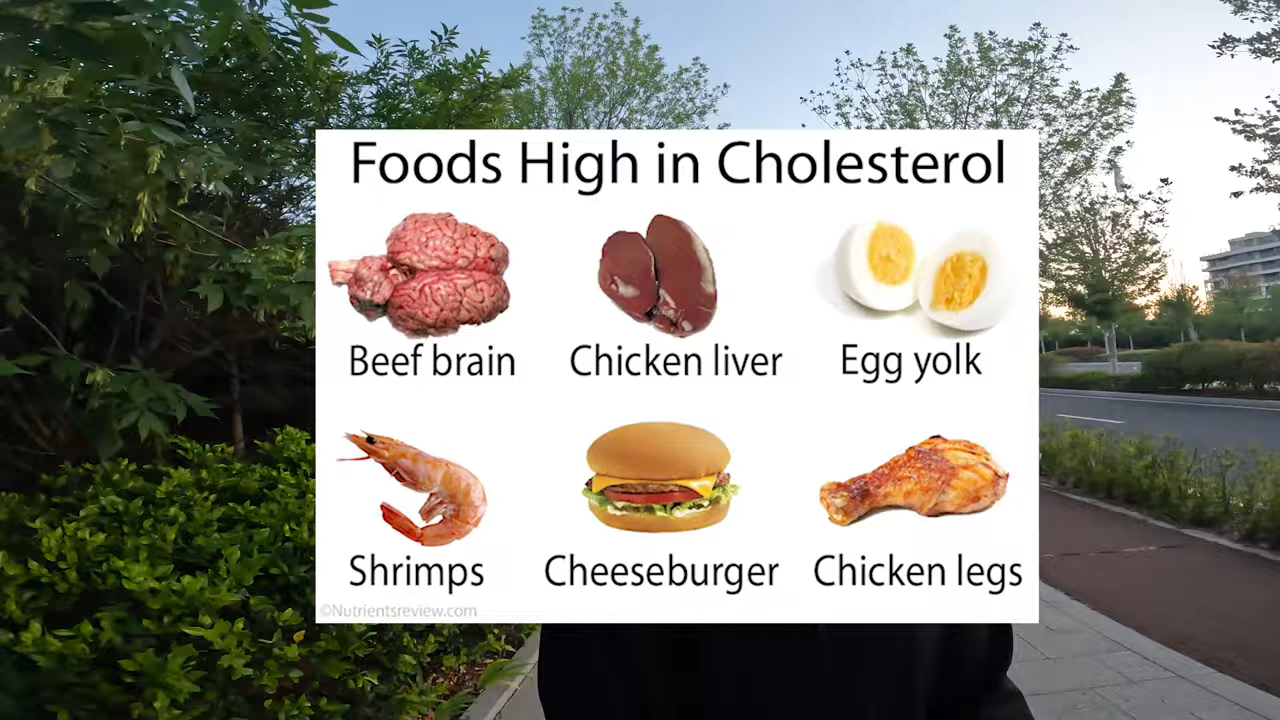 Foods High in Cholesterol
Beef brain
Chicken liver
Egg yolk
Shrimps
Cheeseburger
Chicken legs
©Nutrientsreview.com